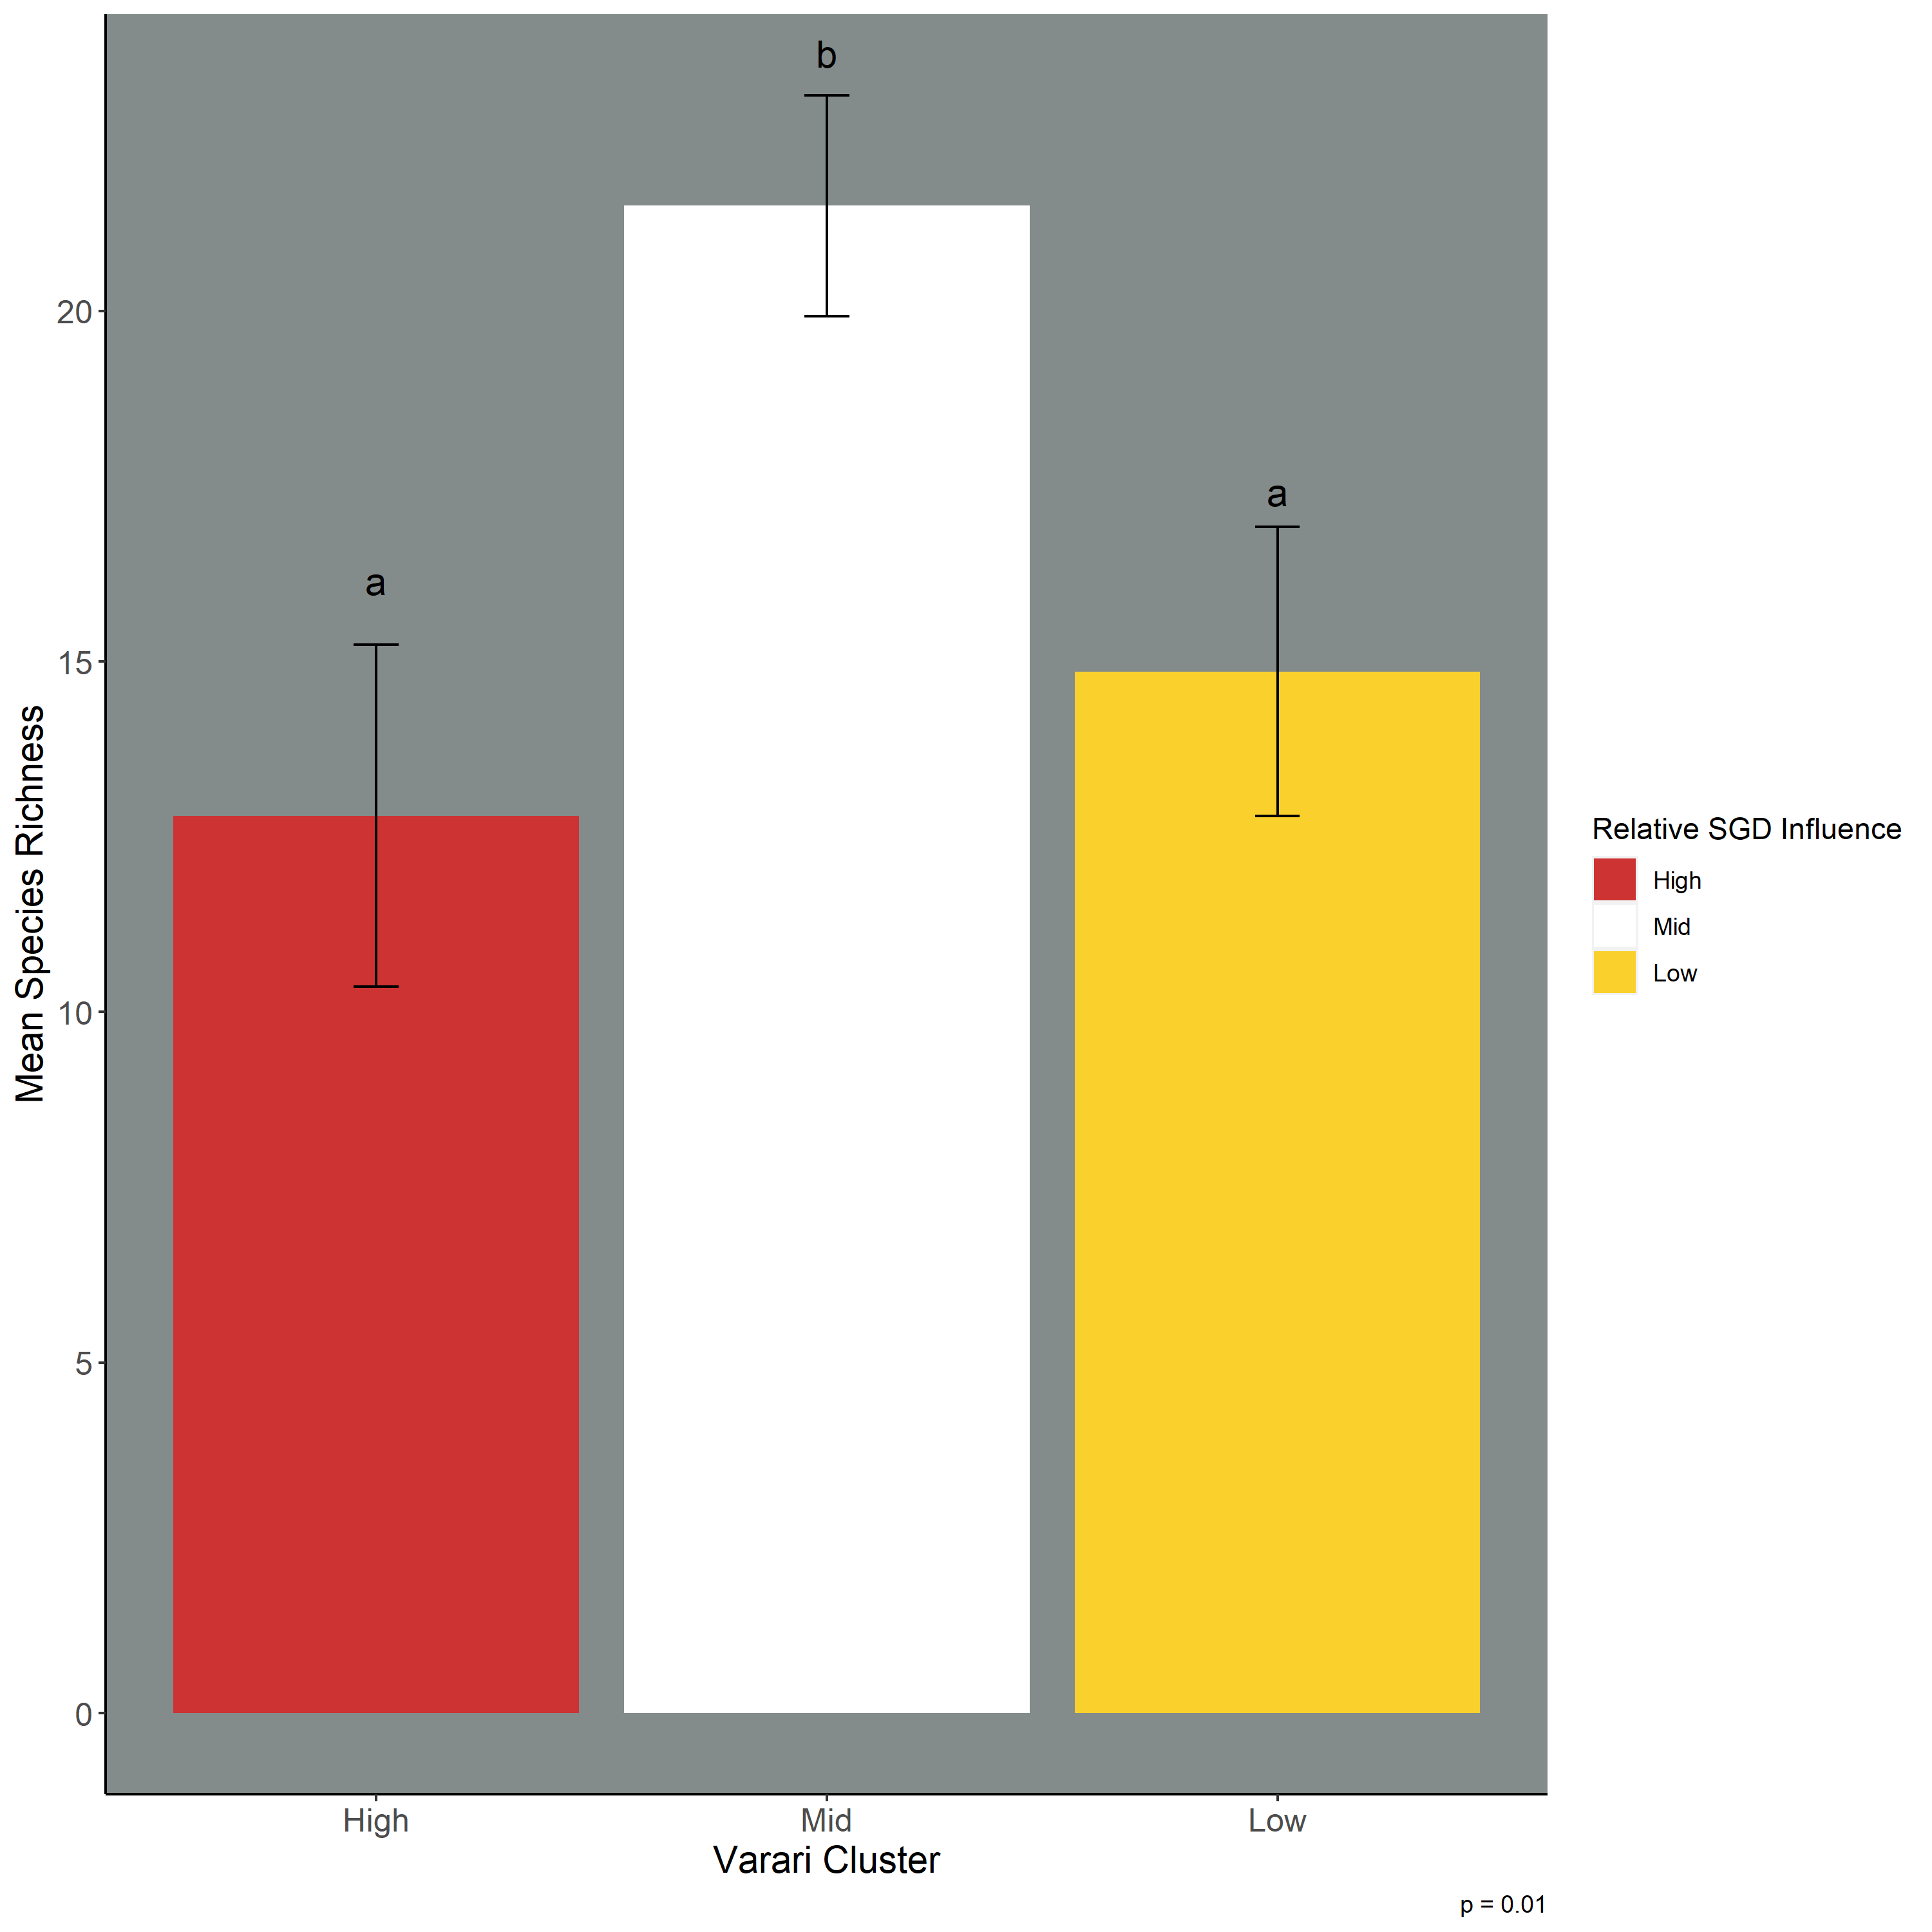 b
a
a
20
15
10
5
0
Mean Species Richness
High Mid Low
Varari Cluster
Relative SGD Influence
High
Mid
Low
p = 0.01